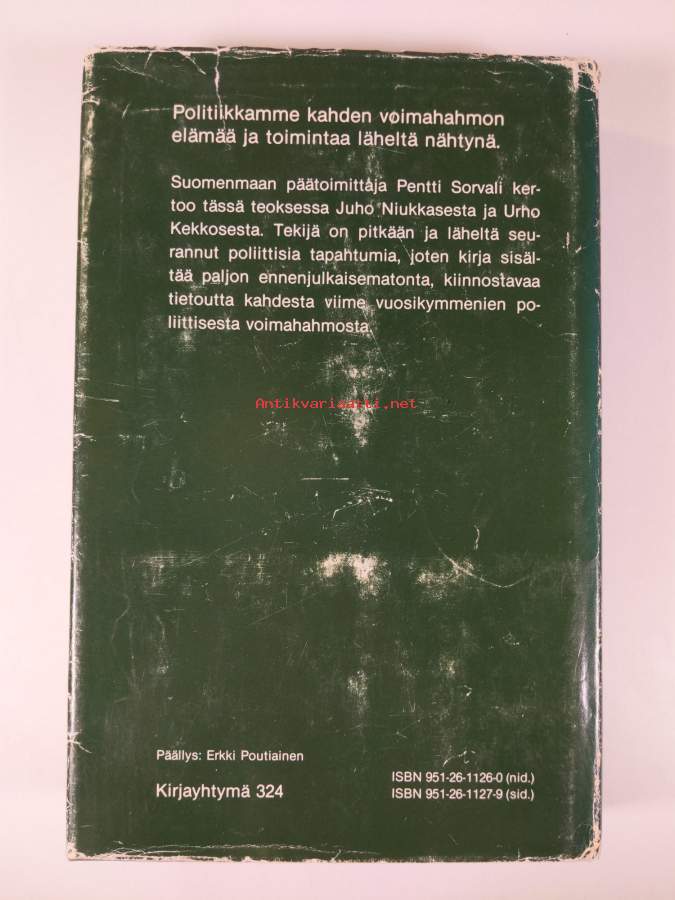 Politiikkamme kahden voimahahmon
elämää ja toimintaa läheltä nähtynä.
Suomenmaan päätoimittaja Pentti Sorvali ker-
too tässä teoksessa Juho Niukkasesta ja Urho
Kekkosesta. Tekijä on pitkään ja läheltä seu-
rannut poliittisia tapahtumia, joten kirja sisäl-
tää paljon ennenjulkaisematonta, kiinnostavaa
tietoutta kahdesta viime vuosikymmenien po-
liittisesta voimahahmosta.
Antikvariaatti.net
Päällys: Erkki Poutiainen
Kirjayhtymä 324
ISBN 951-26-1126-0 (nid.)
ISBN 951-26-1127-9 (sid.)